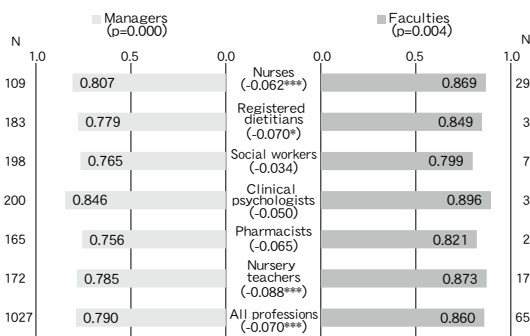 Managers
(p=0.000)
Faculties
(p=0.004)
N
N
1.0 0.5 0.0 0.0 0.5 1.0
109 0.807 Nurses 0.869 29
(-0.062***)
Registered
183 0.779 dietitians 0.849 3
(-0.070*)
198 0.765 Social workers 0.799 7
(-0.034)
Clinical
200 0.846 psychologists 0.896 3
(-0.050)
165 0.756 Pharmacists 0.821 2
(-0.065)
Nursery
172 0.785 teachers 0.873 17
(-0.088***)
1027 0.790 All professions 0.860 65
(-0.070***)